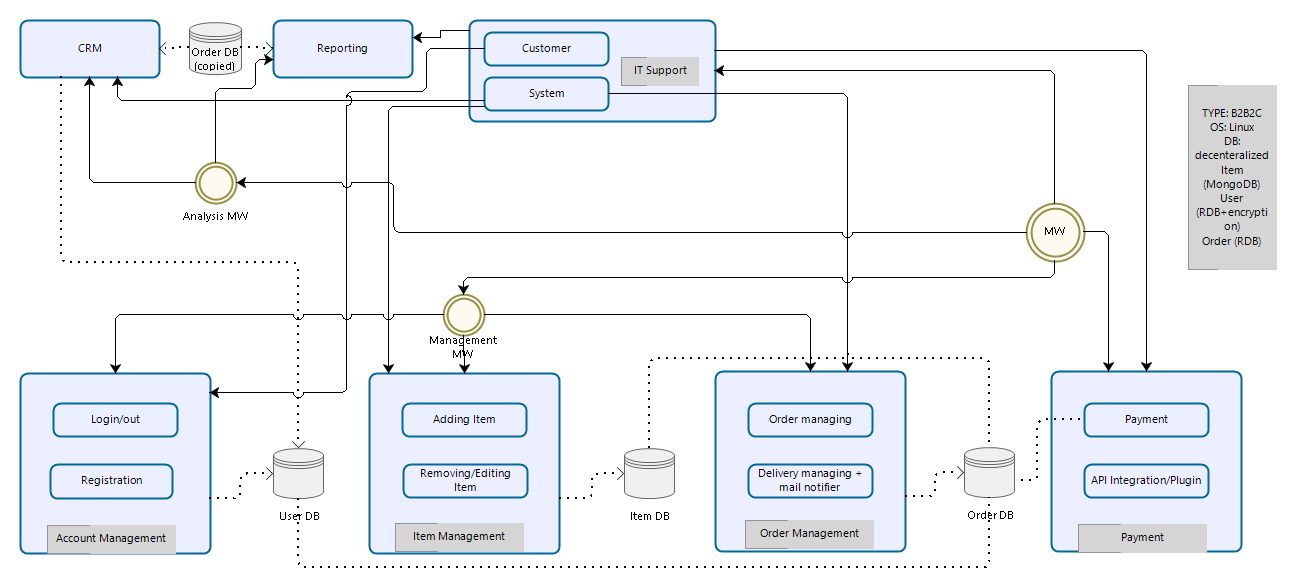 CRM
Order DB
(copied)
Reporting
Customer
System
IT Support
TYPE: B2B2C
OS: Linux
DB:
decenteralized
Item
(MongoDB)
User
(RDB+encrypti
on)
Order (RDB)
Analysis MW
MW
Management
MW
Login/out
Registration
Account Management
User DB
Adding Item
Removing/Editing
Item
Item Management
Item DB
Order managing
Delivery managing +
mail notifier
Order Management
Order DB
Payment
API Integration/Plugin
Payment